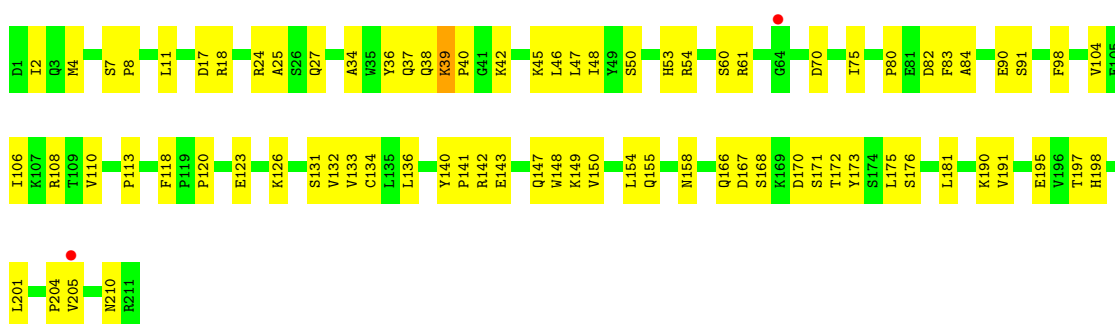 D1 I2 Q3 M4 S7 P8 L11 D17 R18 R24 A25 S26 Q27 A34 W35 Y36 Q37 Q38 K39 P40 G41 K42 K45 L46 L47 I48 Y49 S50 H53 R54 S60 R61 G64 D70 I75 P80 E81 D82 F83 A84 E90 S91 F98 V104 E105
I106 K107 R108 T109 V110 P113 F118 P119 P120 E123 K126 S131 V132 V133 C134 L135 L136 Y140 P141 R142 E143 Q147 W148 K149 V150 L154 Q155 N158 Q166 D167 S168 K169 D170 S171 T172 Y173 S174 L175 S176 L181 K190 V191 E195 V196 T197 H198
L201 P204 V205 N210 R211